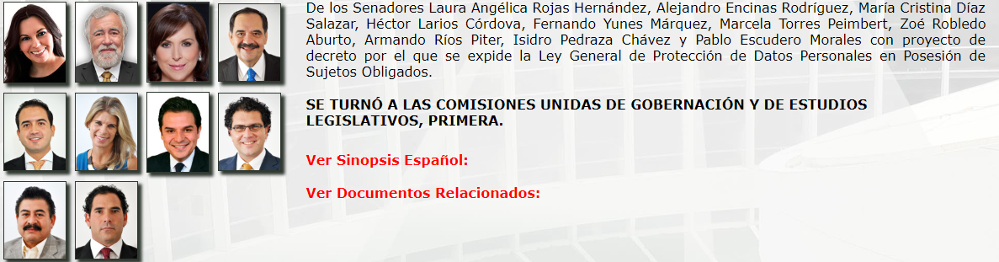 De los Senadores Laura Angélica Rojas Hernández, Alejandro Encinas Rodríguez, María Cristina Díaz
Salazar, Héctor Larios Córdova, Fernando Yunes Márquez, Marcela Torres Peimbert, Zoé Robledo
Aburto, Armando Ríos Piter, Isidro Pedraza Chávez y Pablo Escudero Morales con proyecto de
decreto por el que se expide la Ley General de Protección de Datos Personales en Posesión de
Sujetos Obligados.
SE TURNÓ A LAS COMISIONES UNIDAS DE GOBERNACIÓN Y DE ESTUDIOS
LEGISLATIVOS, PRIMERA.
Ver Sinopsis Español:
Ver Documentos Relacionados: